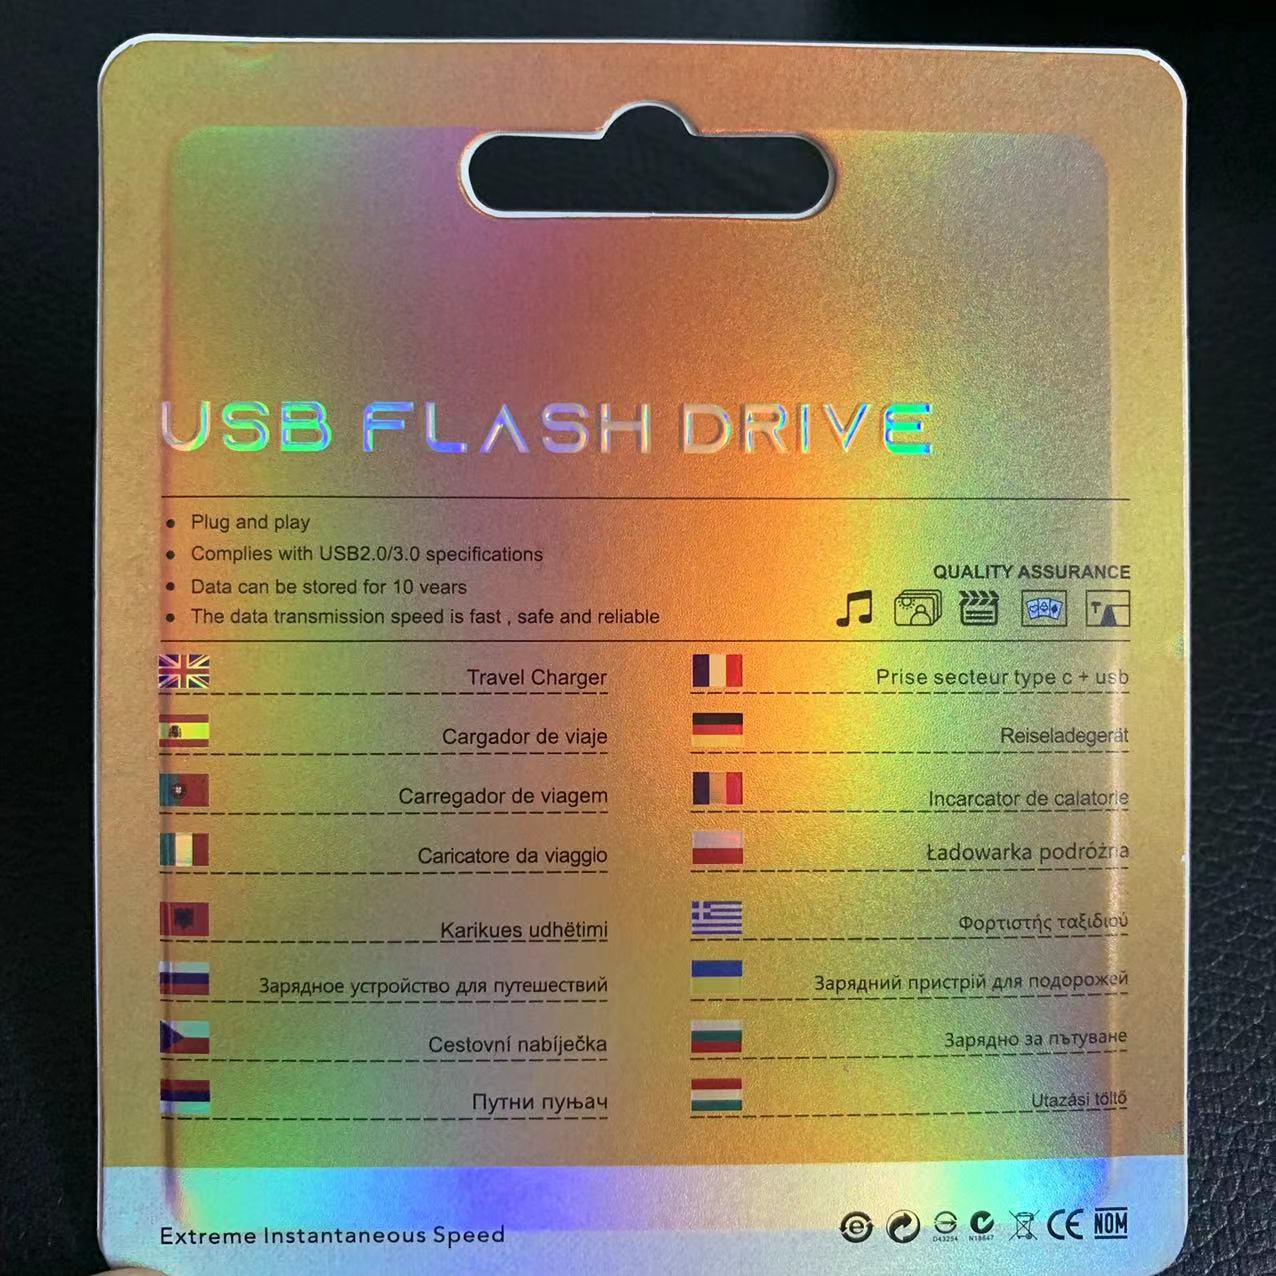 USB FLASH DRIVE
Plug and play
Complies with USB2.0/3.0 specifications
Data can be stored for 10 vears
The data transmission speed is fast , safe and reliable
QUALITY ASSURANCE
T
Travel Charger
Prise secteur type c + usb
Cargador de viaje
Reiseladegerät
Carregador de viagem
Incarcator de calatorie
Caricatore da viaggio
Ładowarka podróżna
Karikues udhëtimi
Φορτιστής ταξιδιού
Зарядное устройство для путешествий
Зарядний пристрій для подорожей
Cestovní nabíječka
Зарядно за пътуване
Путни пуњач
Utazási töltő
Extreme Instantaneous Speed
D43254
N18647
CE
NOM